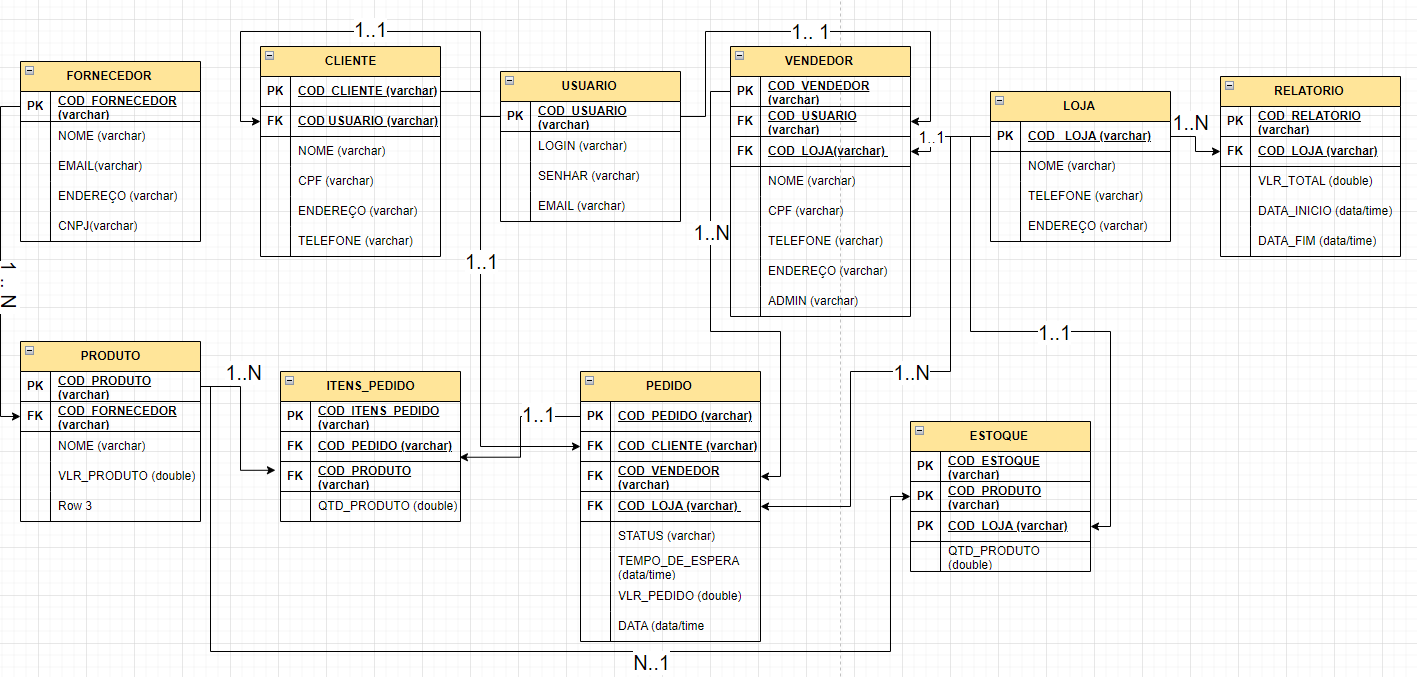 1..1
1.. 1
FORNECEDOR
PK
COD_FORNECEDOR
(varchar)
NOME (varchar)
EMAIL(varchar)
ENDEREÇO (varchar)
CNPJ(varchar)
CLIENTE
PK
COD_CLIENTE (varchar)
FK
COD USUARIO (varchar)
NOME (varchar)
CPF (varchar)
ENDEREÇO (varchar)
TELEFONE (varchar)
USUARIO
PK
COD_USUARIO
(varchar)
LOGIN (varchar)
SENHAR (varchar)
EMAIL (varchar)
VENDEDOR
PK
COD_VENDEDOR
(varchar)
FK
COD_USUARIO
(varchar)
FK
COD_LOJA(varchar)
NOME (varchar)
CPF (varchar)
TELEFONE (varchar)
ENDEREÇO (varchar)
ADMIN (varchar)
1..1
LOJA
PK
COD_ LOJA (varchar)
NOME (varchar)
TELEFONE (varchar)
ENDEREÇO (varchar)
1..N
RELATORIO
PK
COD_RELATORIO
(varchar)
FK
COD_LOJA (varchar)
VLR_TOTAL (double)
DATA_INICIO (data/time)
DATA_FIM (data/time)
1.. N
1..1
1..N
1..1
1..N
1..N
1..1
PRODUTO
PK
COD_PRODUTO
(varchar)
FK
COD_FORNECEDOR
(varchar)
NOME (varchar)
VLR_PRODUTO (double)
Row 3
ITENS_PEDIDO
PK
COD_ITENS_PEDIDO
(varchar)
FK
COD_PEDIDO (varchar)
FK
COD_PRODUTO
(varchar)
QTD_PRODUTO (double)
PEDIDO
PK
COD_PEDIDO (varchar)
FK
COD_CLIENTE (varchar)
FK
COD_VENDEDOR
(varchar)
FK
COD_LOJA (varchar)
STATUS (varchar)
TEMPO_DE_ESPERA
(data/time)
VLR_PEDIDO (double)
DATA (data/time
ESTOQUE
PK
COD_ESTOQUE
(varchar)
PK
COD_PRODUTO
(varchar)
PK
COD_LOJA (varchar)
QTD_PRODUTO
(double)
N..1